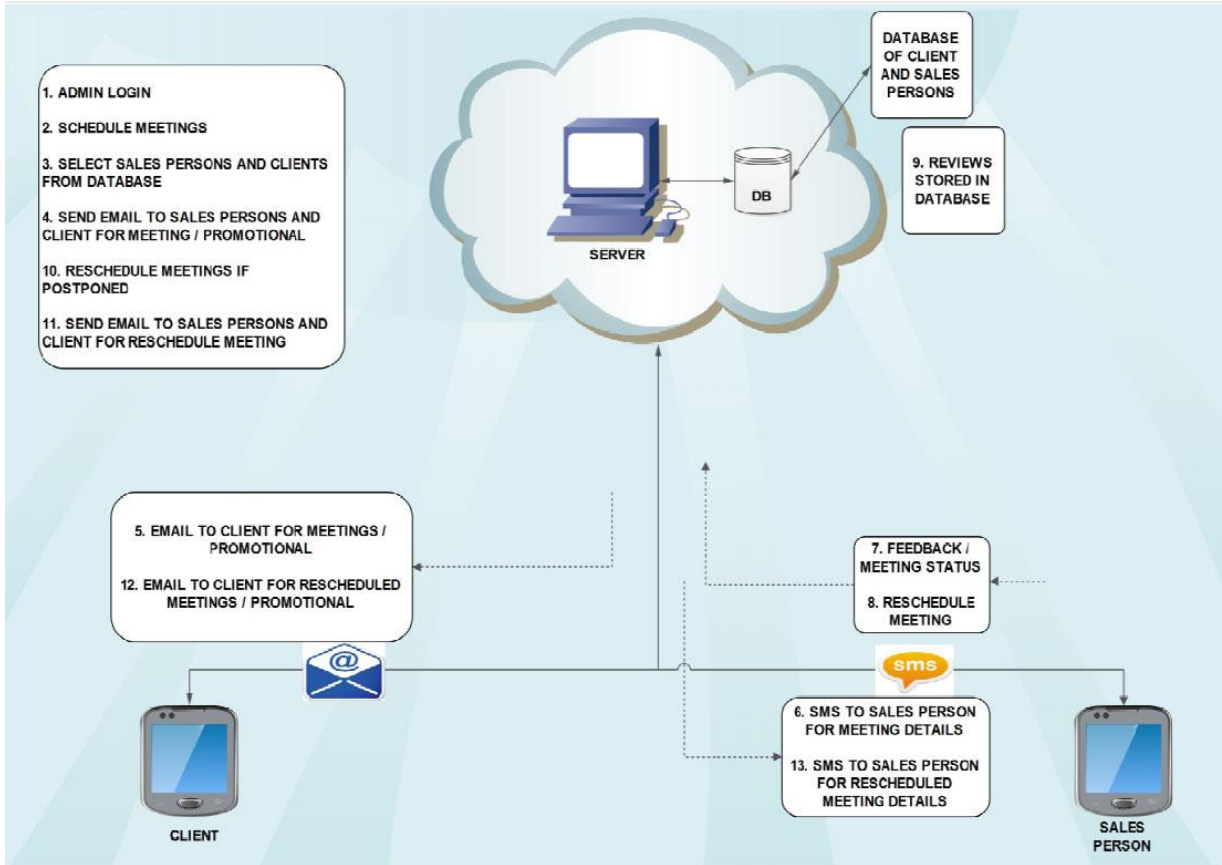 1. ADMIN LOGIN
2. SCHEDULE MEETINGS
3. SELECT SALES PERSONS AND CLIENTS
FROM DATABASE
4. SEND EMAIL TO SALES PERSONS AND
CLIENT FOR MEETING / PROMOTIONAL
10. RESCHEDULE MEETINGS IF
POSTPONED
11. SEND EMAIL TO SALES PERSONS AND
CLIENT FOR RESCHEDULE MEETING
SERVER
DB
DATABASE
OF CLIENT
AND SALES
PERSONS
9. REVIEWS
STORED IN
DATABASE
5. EMAIL TO CLIENT FOR MEETINGS /
PROMOTIONAL
12. EMAIL TO CLIENT FOR RESCHEDULED
MEETINGS / PROMOTIONAL
7. FEEDBACK /
MEETING STATUS
8. RESCHEDULE
MEETING
@
sms
6. SMS TO SALES PERSON
FOR MEETING DETAILS
13. SMS TO SALES PERSON
FOR RESCHEDULED
MEETING DETAILS
CLIENT
SALES
PERSON